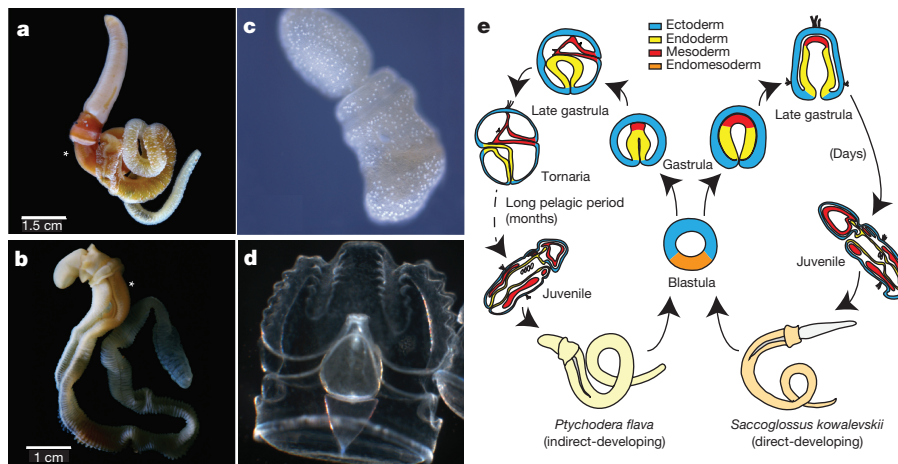 a
1.5 cm
b
1 cm
c
d
e
Ectoderm
Endoderm
Mesoderm
Endomesoderm
Late gastrula
Late gastrula
Gastrula
(Days)
Tornaria
Long pelagic period
(months)
Blastula
Juvenile
Juvenile
Ptychodera flava
(indirect-developing)
Saccoglossus kowalevskii
(direct-developing)